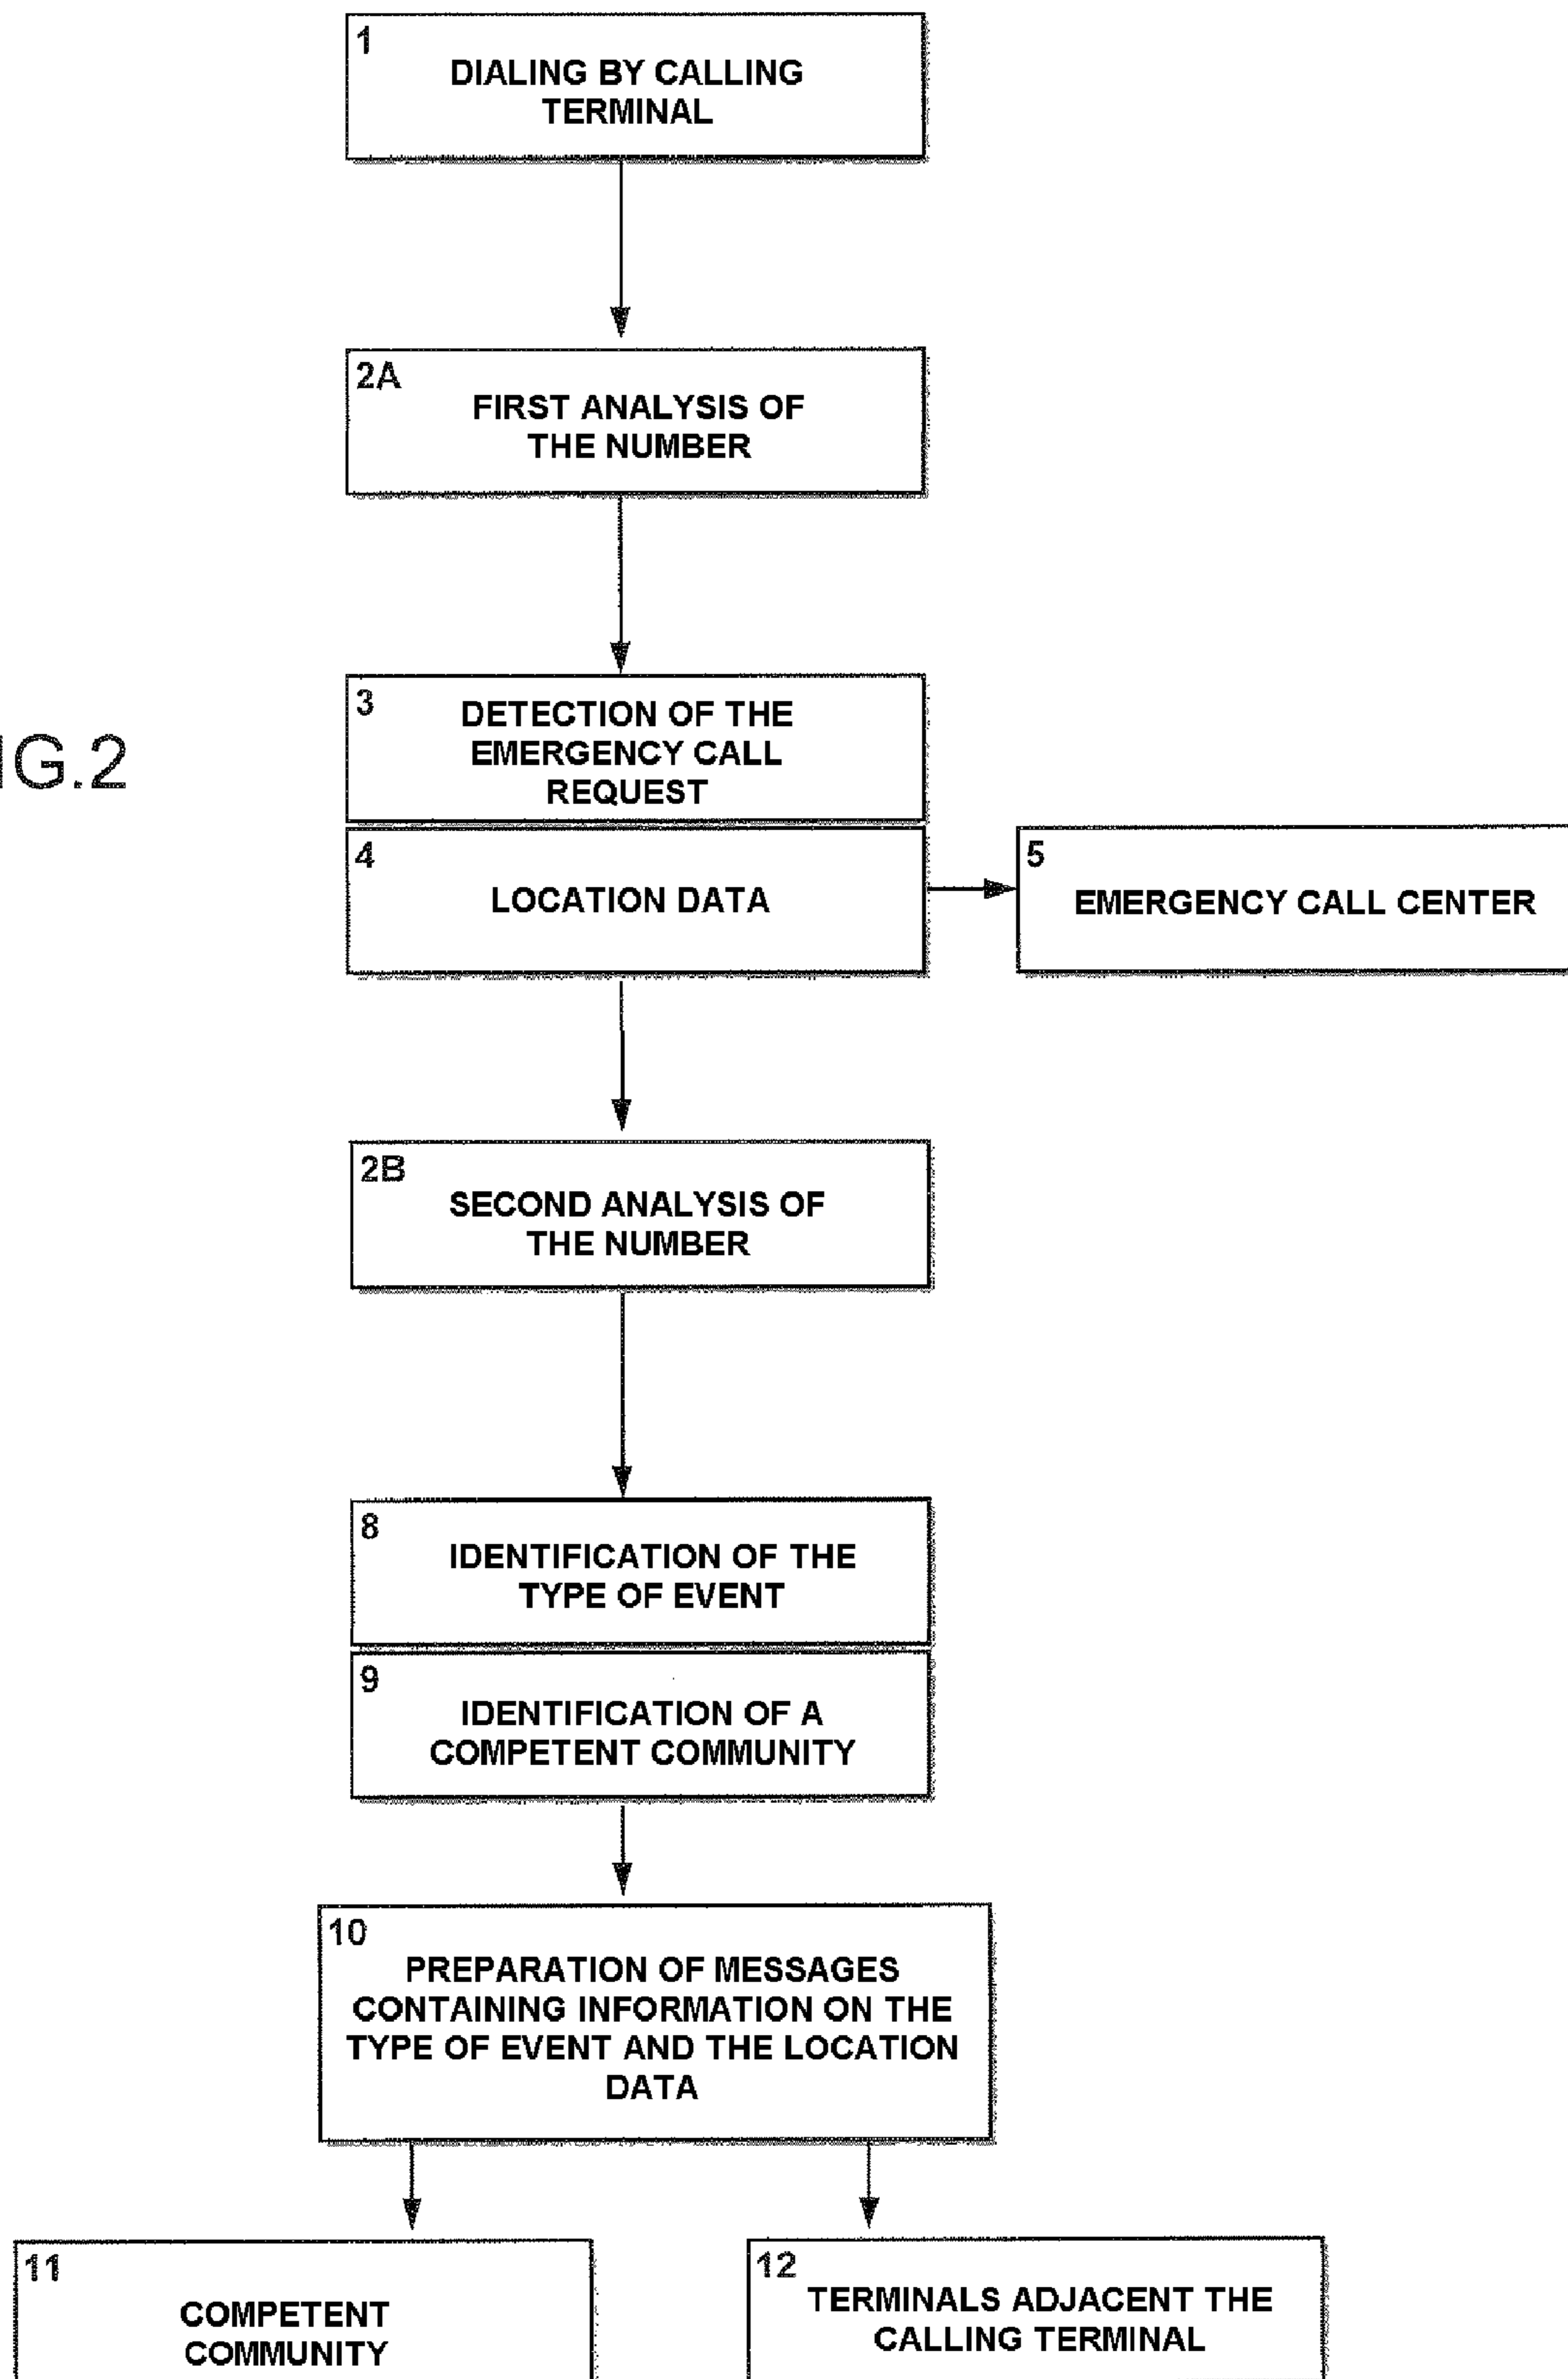 1
DIALING BY CALLING
TERMINAL
2A
FIRST ANALYSIS OF
THE NUMBER
IG.2
3
DETECTION OF THE
EMERGENCY CALL
REQUEST
4
LOCATION DATA
5
EMERGENCY CALL CENTER
2B
SECOND ANALYSIS OF
THE NUMBER
8
IDENTIFICATION OF THE
TYPE OF EVENT
9
IDENTIFICATION OF A
COMPETENT COMMUNITY
10
PREPARATION OF MESSAGES
CONTAINING INFORMATION ON THE
TYPE OF EVENT AND THE LOCATION
DATA
11
COMPETENT
COMMUNITY
12
TERMINALS ADJACENT THE
CALLING TERMINAL